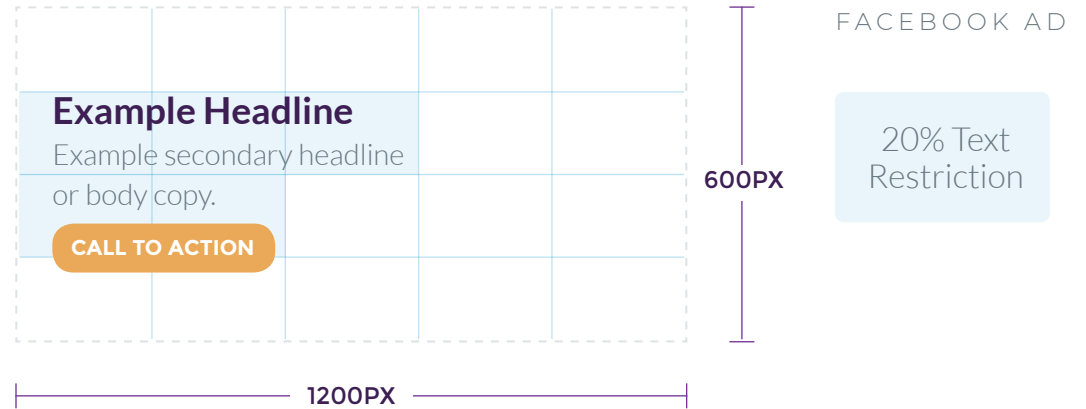 FACEBOOK AD
Example Headline
Example secondary headline
or body copy.
CALL TO ACTION
600PX
20% Text
Restriction
1200PX